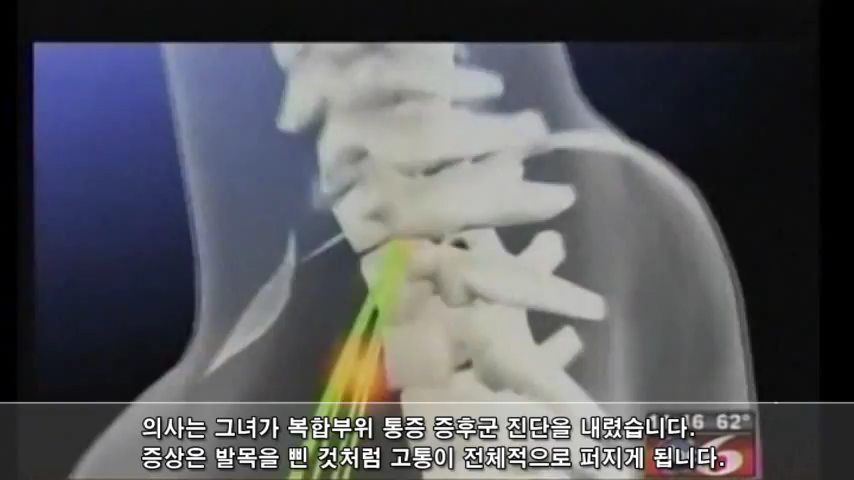 62°
의사는 그녀가 복합부위 통증 증후군 진단을 내렸습니다.
증상은 발목을 삔 것처럼 고통이 전체적으로 퍼지게 됩니다.
6